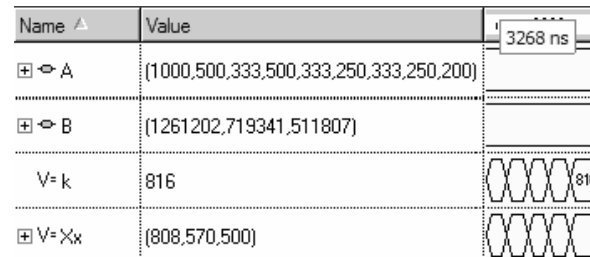 Name Value
3268 ns
A (1000,500,333,500,333,250,333,250,200)
B (1261202,719341,511807)
V= k 816
V= Xx (808,570,500)